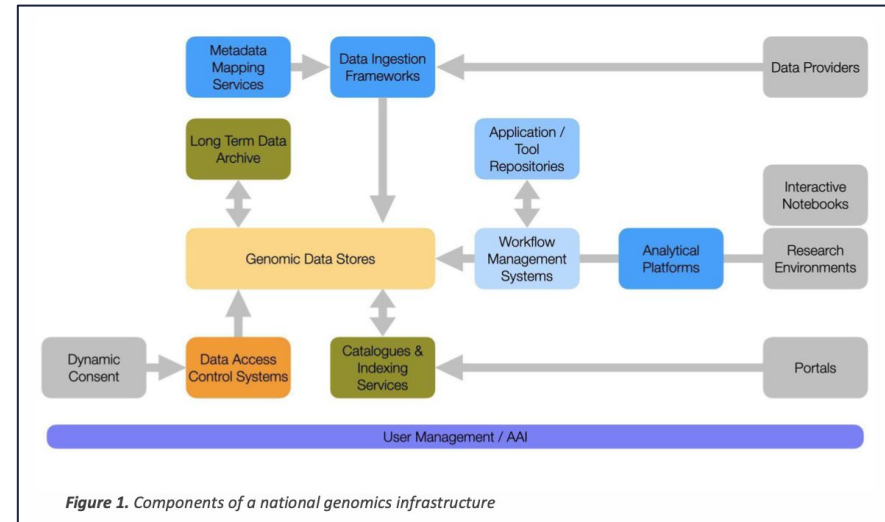 Metadata
Mapping
Services
Data Ingestion
Frameworks
Data Providers
Long Term Data
Archive
Application /
Tool
Repositories
Interactive
Notebooks
Genomic Data Stores
Workflow
Management
Systems
Analytical
Platforms
Research
Environments
Dynamic
Consent
Data Access
Control Systems
Catalogues &
Indexing
Services
Portals
User Management / AAI
Figure 1. Components of a national genomics infrastructure